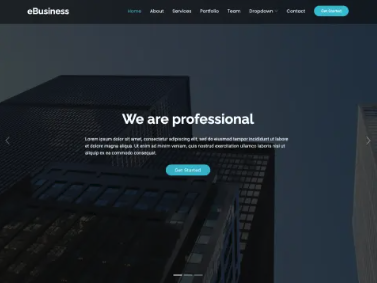 eBusiness
Home About Services Portfolio Team Dropdown Contact Get Started
We are professional
Lorem ipsum dolor sit amet, consectetur adipiscing elit, sed do eiusmod tempor incididunt ut labore
et dolore magna aliqua. Ut enim ad minim veniam, quis nostrud exercitation ullamco laboris nisi ut
aliquip ex ea commodo consequat.
Get Started